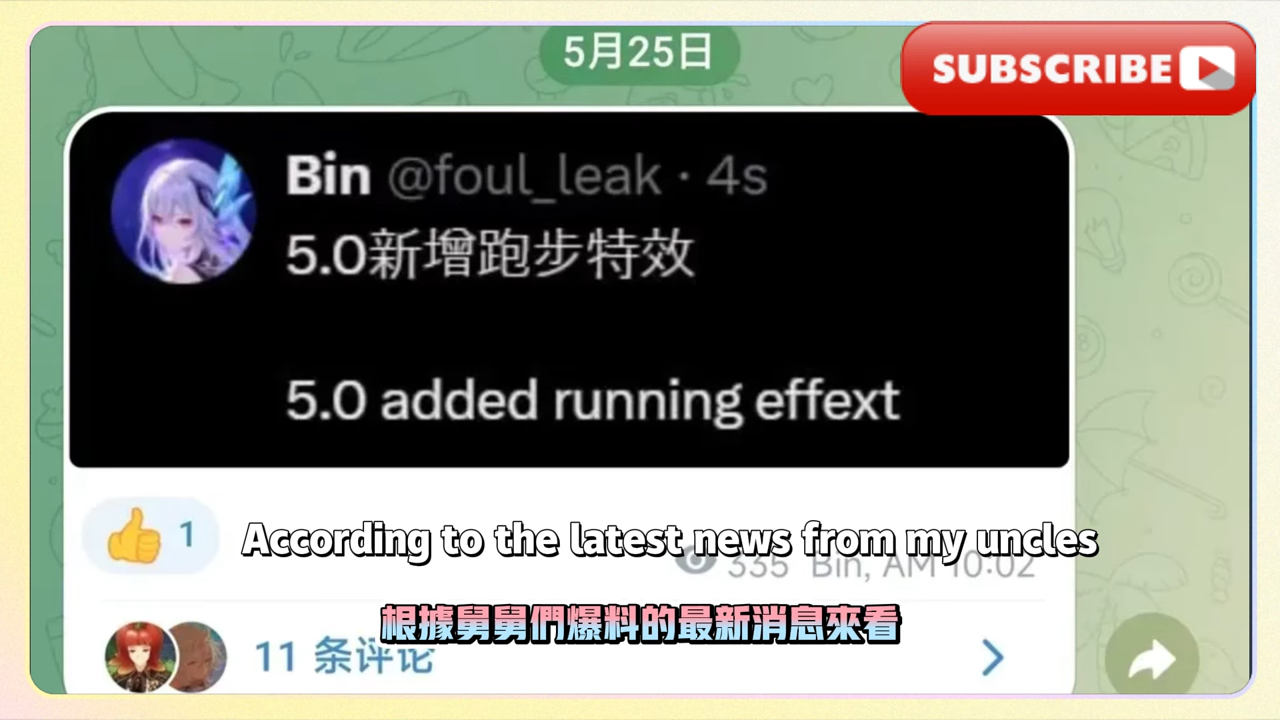 5月25日
SUBSCRIBE
Bin @foul_leak · 4s
5.0新增跑步特效
5.0 added running effext
1
According to the latest news from my uncles
335 Bin, AM 10:02
根據舅舅們爆料的最新消息來看
11 条评论